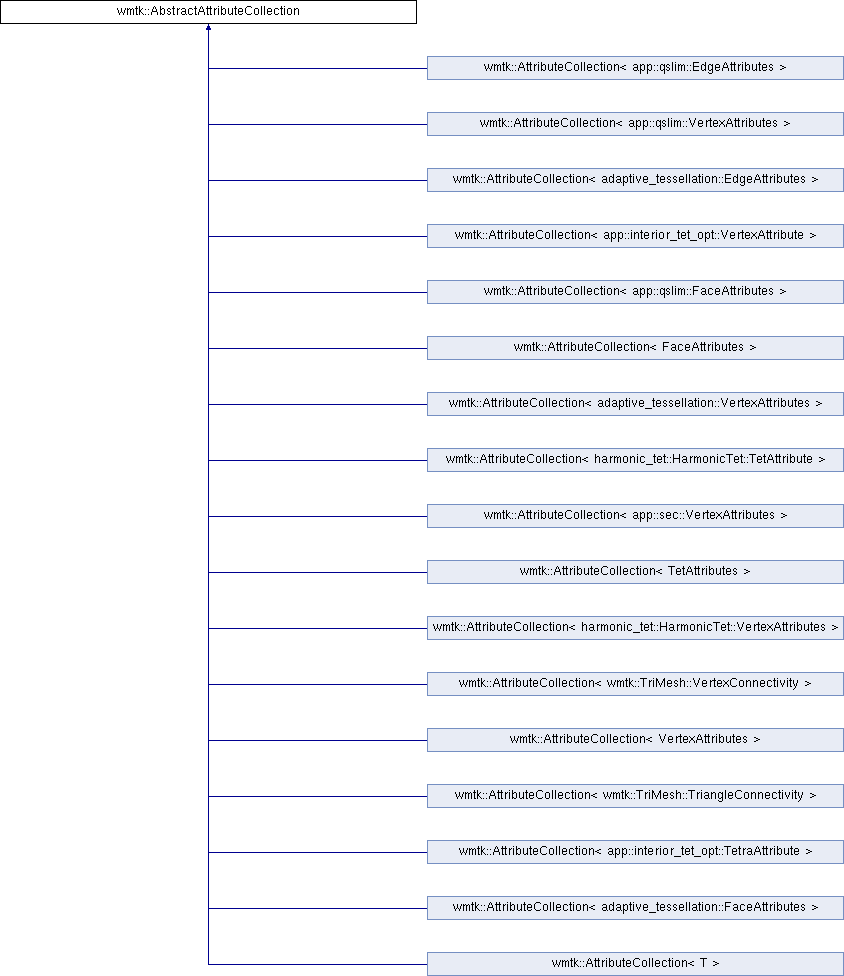 wmtk::AbstractAttributeCollection
wmtk::AttributeCollection< app::qslim::EdgeAttributes >
wmtk::AttributeCollection< app::qslim::VertexAttributes >
wmtk::AttributeCollection< adaptive_tessellation::EdgeAttributes >
wmtk::AttributeCollection< app::interior_tet_opt::VertexAttribute >
wmtk::AttributeCollection< app::qslim::FaceAttributes >
wmtk::AttributeCollection< FaceAttributes >
wmtk::AttributeCollection< adaptive_tessellation::VertexAttributes >
wmtk::AttributeCollection< harmonic_tet::HarmonicTet::TetAttribute >
wmtk::AttributeCollection< app::sec::VertexAttributes >
wmtk::AttributeCollection< TetAttributes >
wmtk::AttributeCollection< harmonic_tet::HarmonicTet::VertexAttributes >
wmtk::AttributeCollection< wmtk::TriMesh::VertexConnectivity >
wmtk::AttributeCollection< VertexAttributes >
wmtk::AttributeCollection< wmtk::TriMesh::TriangleConnectivity >
wmtk::AttributeCollection< app::interior_tet_opt::TetraAttribute >
wmtk::AttributeCollection< adaptive_tessellation::FaceAttributes >
wmtk::AttributeCollection< T >